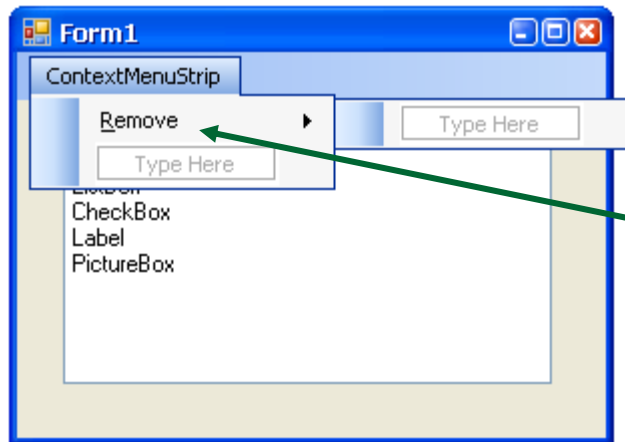 Form1
ContextMenuStrip
Remove
Type Here
Type Here
CheckBox
Label
PictureBox